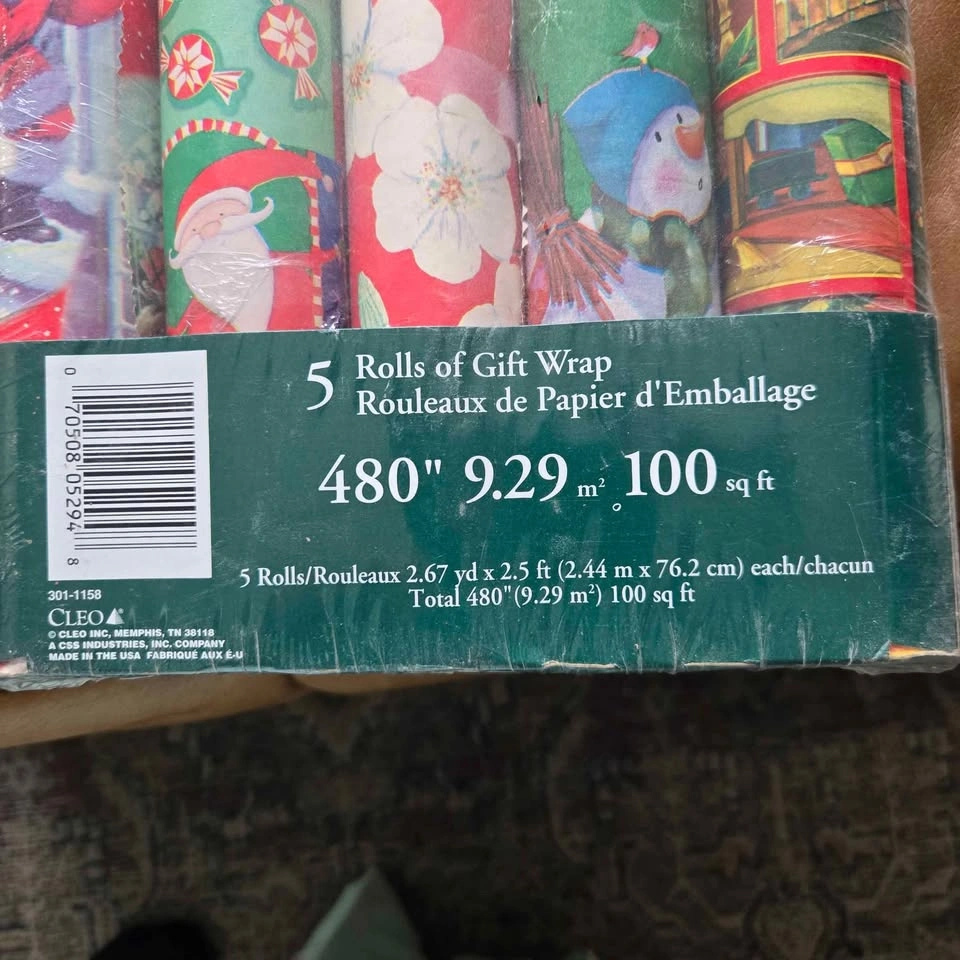 5 Rolls of Gift Wrap
Rouleaux de Papier d'Emballage
480" 9.29 m² 100 sq ft
5 Rolls/Rouleaux 2.67 yd x 2.5 ft (2.44 m x 76.2 cm) each/chacun
Total 480" (9.29 m²) 100 sq ft
0 70508 05294 8
301-1158
CLEO
© CLEO INC, MEMPHIS, TN 38118
A CSS INDUSTRIES, INC. COMPANY
MADE IN THE USA FABRIQUÉ AUX É-U